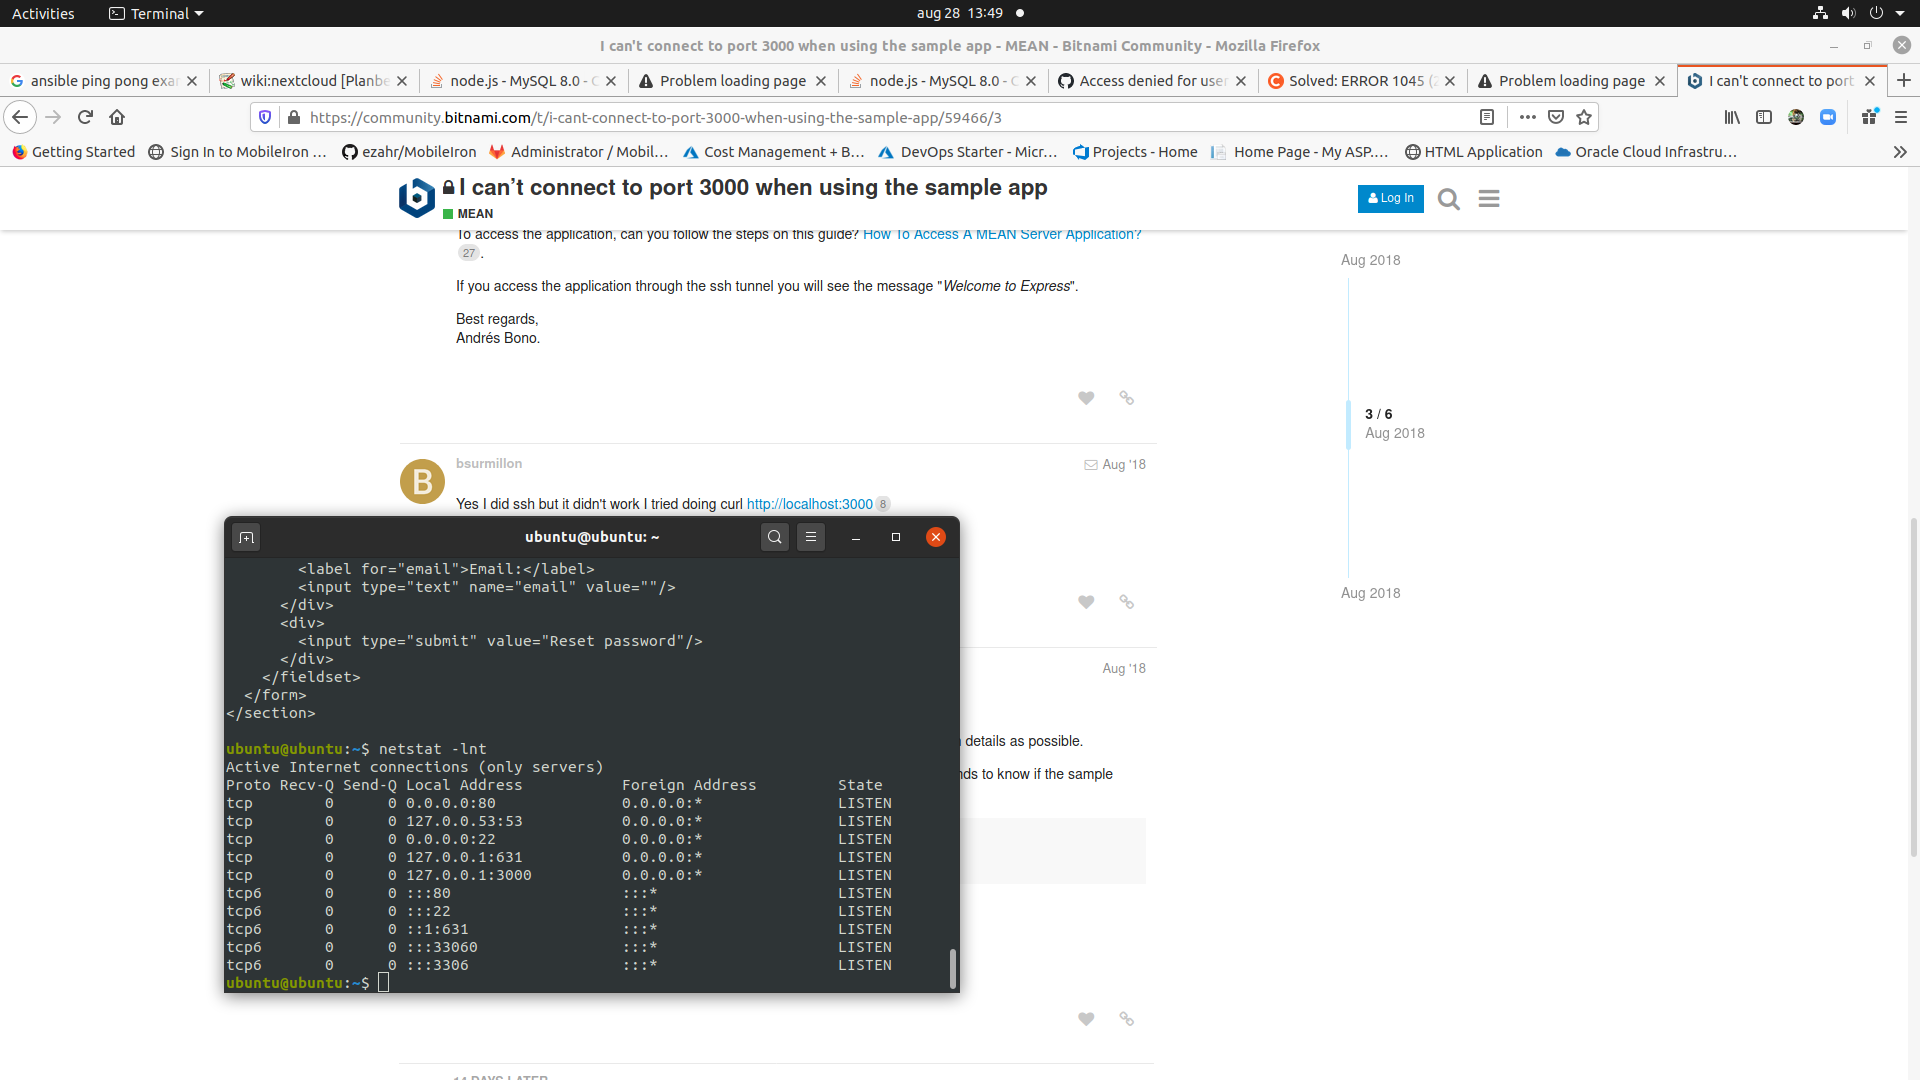 Activities
Terminal
aug 28 13:49
I can't connect to port 3000 when using the sample app - MEAN - Bitnami Community - Mozilla Firefox
ansible ping pong exar
wiki:nextcloud [Planbe
node.js - MySQL 8.0 - C
Problem loading page
node.js - MySQL 8.0 - C
Access denied for user
Solved: ERROR 1045 (2
Problem loading page
I can't connect to port
https://community.bitnami.com/t/i-cant-connect-to-port-3000-when-using-the-sample-app/59466/3
Getting Started
Sign In to MobileIron ...
ezahr/MobileIron
Administrator / Mobil...
Cost Management + B...
DevOps Starter - Micr...
Projects - Home
Home Page - My ASP....
HTML Application
Oracle Cloud Infrastru...
I can’t connect to port 3000 when using the sample app
MEAN
Log In
To access the application, can you follow the steps on this guide? How To Access A MEAN Server Application?
27 .
If you access the application through the ssh tunnel you will see the message "Welcome to Express".
Best regards,
Andrés Bono.
Aug 2018
3 / 6
Aug 2018
Aug 2018
B
bsurmillon
Aug '18
Yes I did ssh but it didn't work I tried doing curl http://localhost:3000 8
Aug '18
details as possible.
nds to know if the sample
ubuntu@ubuntu: ~
<label for="email">Email:</label>
<input type="text" name="email" value=""/>
</div>
<div>
<input type="submit" value="Reset password"/>
</div>
</fieldset>
</form>
</section>
ubuntu@ubuntu:~$ netstat -lnt
Active Internet connections (only servers)
Proto Recv-Q Send-Q Local Address Foreign Address State
tcp 0 0 0.0.0.0:80 0.0.0.0:* LISTEN
tcp 0 0 127.0.0.53:53 0.0.0.0:* LISTEN
tcp 0 0 0.0.0.0:22 0.0.0.0:* LISTEN
tcp 0 0 127.0.0.1:631 0.0.0.0:* LISTEN
tcp 0 0 127.0.0.1:3000 0.0.0.0:* LISTEN
tcp6 0 0 :::80 :::* LISTEN
tcp6 0 0 :::22 :::* LISTEN
tcp6 0 0 ::1:631 :::* LISTEN
tcp6 0 0 :::33060 :::* LISTEN
tcp6 0 0 :::3306 :::* LISTEN
ubuntu@ubuntu:~$
14 DAYS LATER